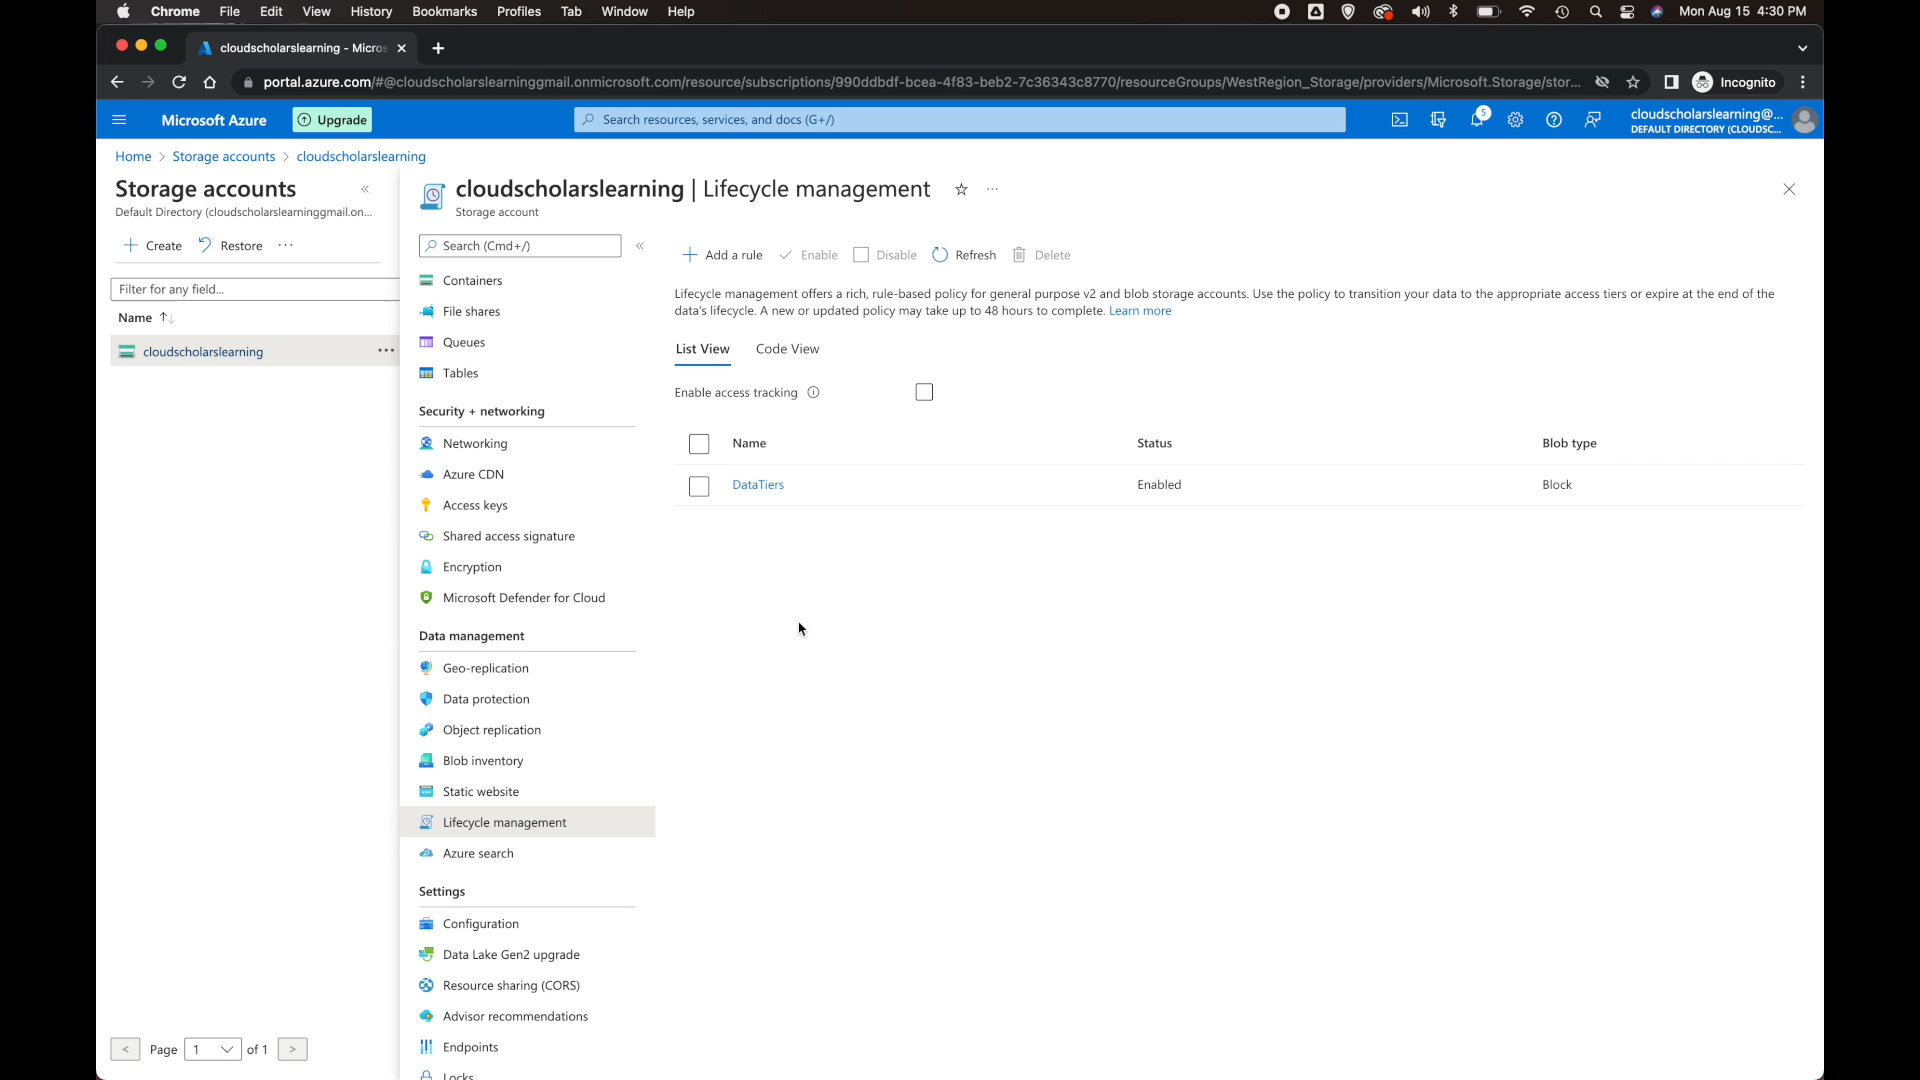 Chrome File Edit View History Bookmarks Profiles Tab Window Help Mon Aug 15 4:30 PM
cloudscholarslearning - Micros
portal.azure.com/#@cloudscholarslearninggmail.onmicrosoft.com/resource/subscriptions/990ddbdf-bcea-4f83-beb2-7c36343c8770/resourceGroups/WestRegion_Storage/providers/Microsoft.Storage/stor... Incognito
Microsoft Azure Upgrade Search resources, services, and docs (G+/) 5 cloudscholarslearning@...
DEFAULT DIRECTORY (CLOUDSC...
Home > Storage accounts > cloudscholarslearning
Storage accounts «
Default Directory (cloudscholarslearninggmail.on...
+ Create Restore ...
Filter for any field...
Name ↑↓
cloudscholarslearning ...
< Page 1 of 1 >
cloudscholarslearning | Lifecycle management ...
Storage account
Search (Cmd+/) «
Containers
File shares
Queues
Tables
Security + networking
Networking
Azure CDN
Access keys
Shared access signature
Encryption
Microsoft Defender for Cloud
Data management
Geo-replication
Data protection
Object replication
Blob inventory
Static website
Lifecycle management
Azure search
Settings
Configuration
Data Lake Gen2 upgrade
Resource sharing (CORS)
Advisor recommendations
Endpoints
Locks
+ Add a rule Enable Disable Refresh Delete
Lifecycle management offers a rich, rule-based policy for general purpose v2 and blob storage accounts. Use the policy to transition your data to the appropriate access tiers or expire at the end of the
data's lifecycle. A new or updated policy may take up to 48 hours to complete. Learn more
List View Code View
Enable access tracking
Name Status Blob type
DataTiers Enabled Block